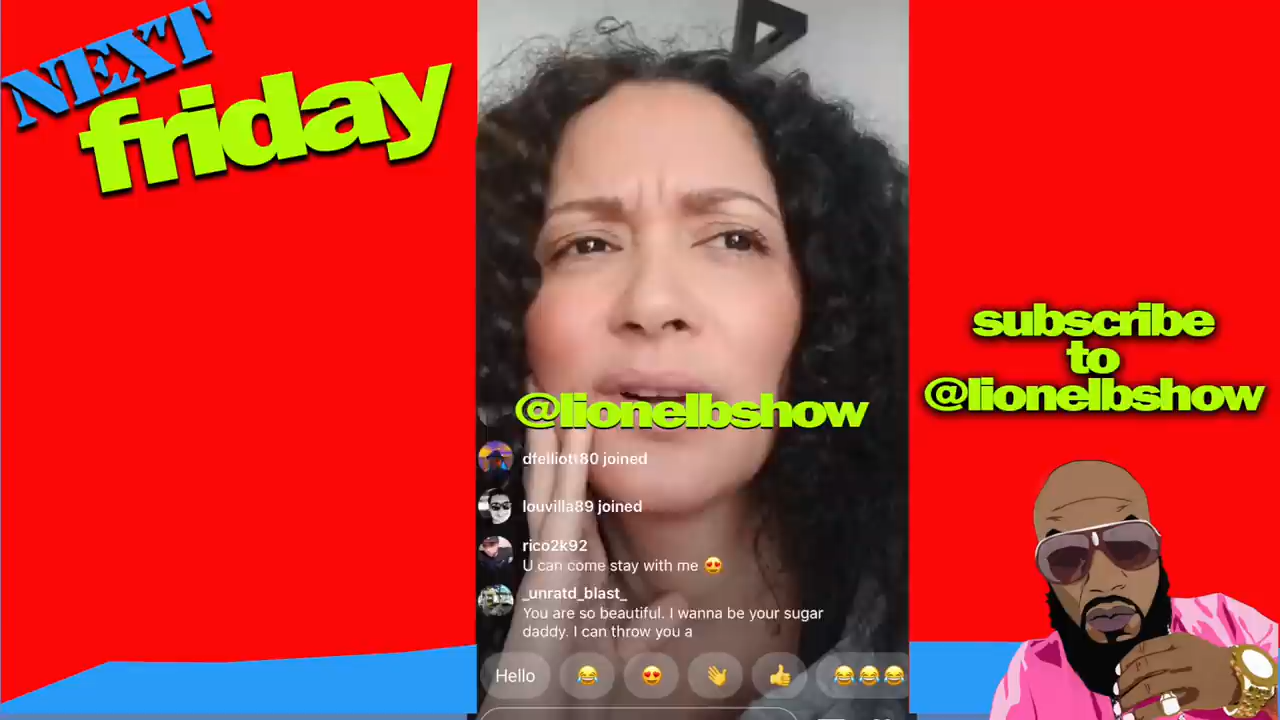 NEXT
friday
@lionelbshow
dfelliott80 joined
louvilla89 joined
rico2k92
U can come stay with me 😍
_unratd_blast_
You are so beautiful. I wanna be your sugar
daddy. I can throw you a
Hello 😂 😍 👋 👍 😂😂😂
subscribe
to
@lionelbshow